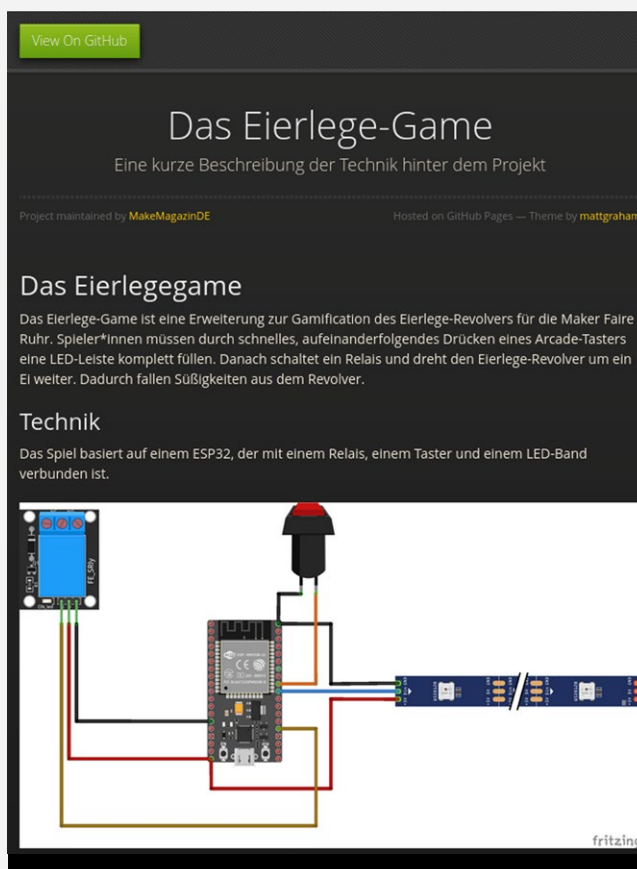 View On GitHub
Das Eierlege-Game
Eine kurze Beschreibung der Technik hinter dem Projekt
Project maintained by MakeMagazinDE
Hosted on GitHub Pages — Theme by mattgraham
Das Eierlegegame
Das Eierlege-Game ist eine Erweiterung zur Gamification des Eierlege-Revolvers für die Maker Faire
Ruhr. Spieler*innen müssen durch schnelles, aufeinanderfolgendes Drücken eines Arcade-Tasters
eine LED-Leiste komplett füllen. Danach schaltet ein Relais und dreht den Eierlege-Revolver um ein
Ei weiter. Dadurch fallen Süßigkeiten aus dem Revolver.
Technik
Das Spiel basiert auf einem ESP32, der mit einem Relais, einem Taster und einem LED-Band
verbunden ist.
FE_SRly
fritzing